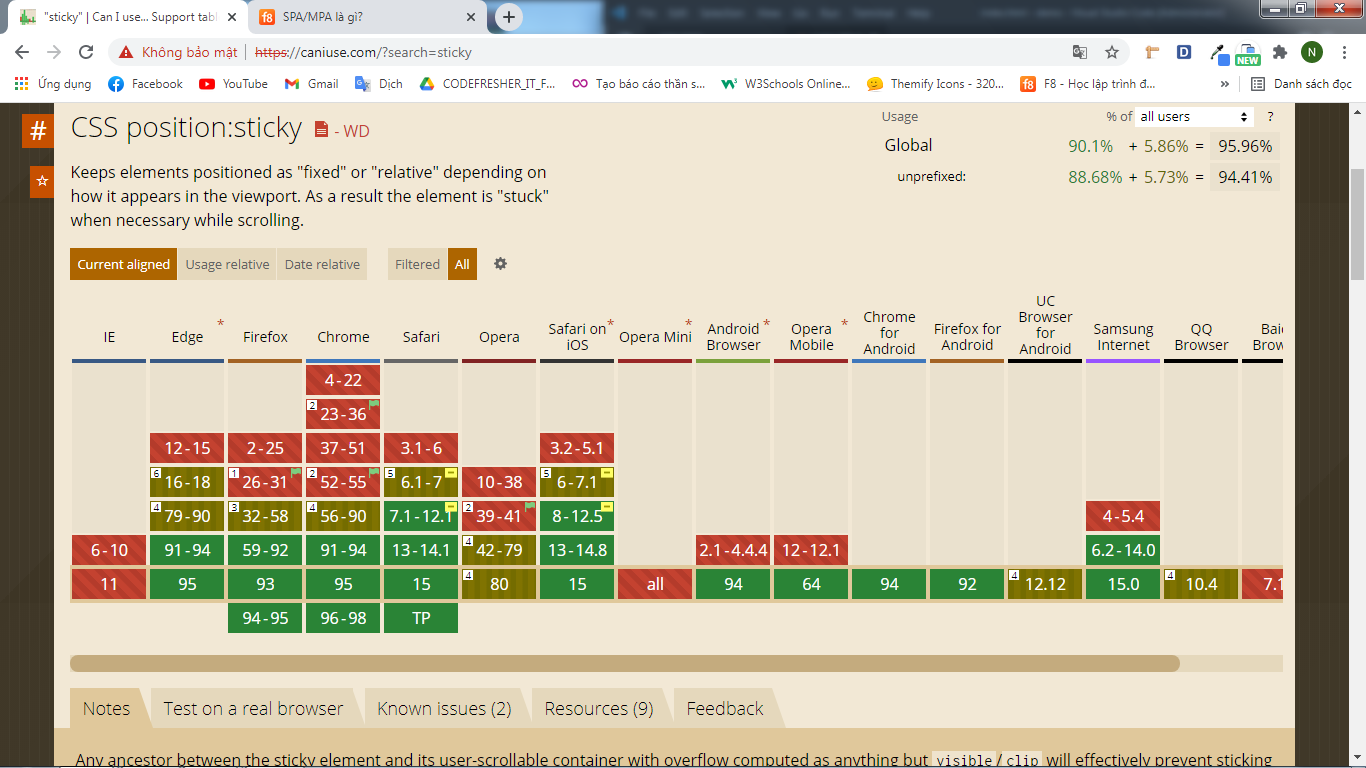 "sticky" | Can I use... Support tabl
SPA/MPA là gì?
Không bảo mật
https://caniuse.com/?search=sticky
NEW
N
Ứng dụng
Facebook
YouTube
Gmail
Dịch
CODEFRESHER_IT_F...
Tạo báo cáo thần s...
W3Schools Online...
Themify Icons - 320...
F8 - Học lập trình đ...
»
Danh sách đọc
#
CSS position:sticky - WD
Usage % of all users ?
Global 90.1% + 5.86% = 95.96%
unprefixed: 88.68% + 5.73% = 94.41%
Keeps elements positioned as "fixed" or "relative" depending on
how it appears in the viewport. As a result the element is "stuck"
when necessary while scrolling.
Current aligned Usage relative Date relative Filtered All
IE
Edge *
Firefox
Chrome
Safari
Opera
Safari on iOS *
Opera Mini *
Android Browser *
Opera Mobile *
Chrome for Android
Firefox for Android
UC Browser for Android
Samsung Internet
QQ Browser
Baid
Brow
4-22
2 23-36
12-15 2-25 37-51 3.1-6 3.2-5.1
6 16-18 1 26-31 2 52-55 5 6.1-7 10-38 5 6-7.1
4 79-90 3 32-58 4 56-90 7.1-12.1 2 39-41 8-12.5 4-5.4
6-10 91-94 59-92 91-94 13-14.1 4 42-79 13-14.8 2.1-4.4.4 12-12.1 6.2-14.0
11 95 93 95 15 4 80 15 all 94 64 94 92 4 12.12 15.0 4 10.4 7.1
94-95 96-98 TP
Notes Test on a real browser Known issues (2) Resources (9) Feedback
Any ancestor between the sticky element and its user-scrollable container with overflow computed as anything but visible/clip will effectively prevent sticking